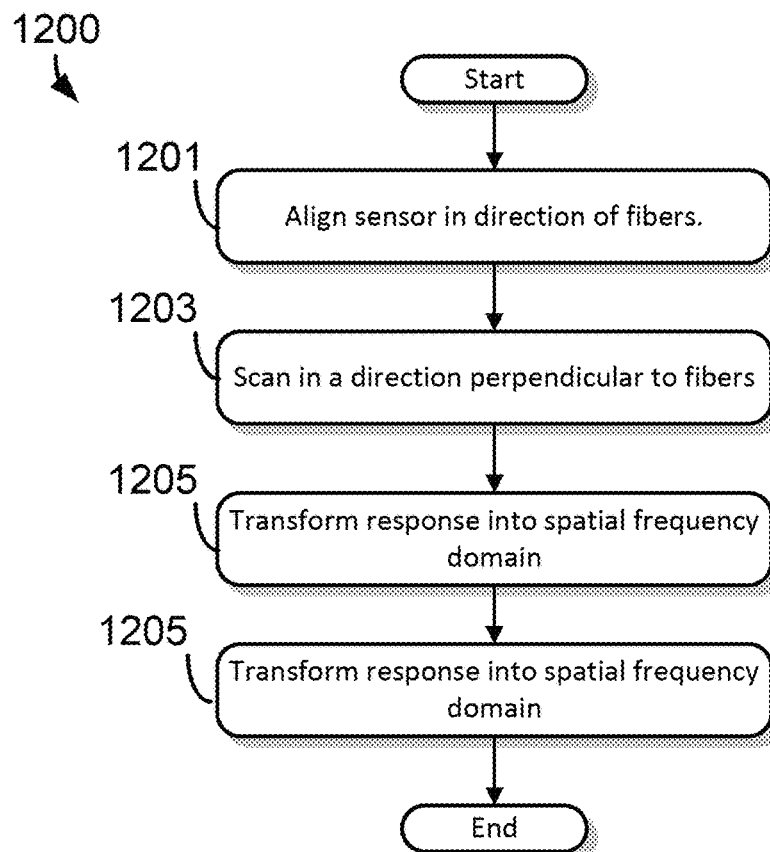 1200
Start
1201
Align sensor in direction of fibers.
1203
Scan in a direction perpendicular to fibers
1205
Transform response into spatial frequency
domain
1205
Transform response into spatial frequency
domain
End